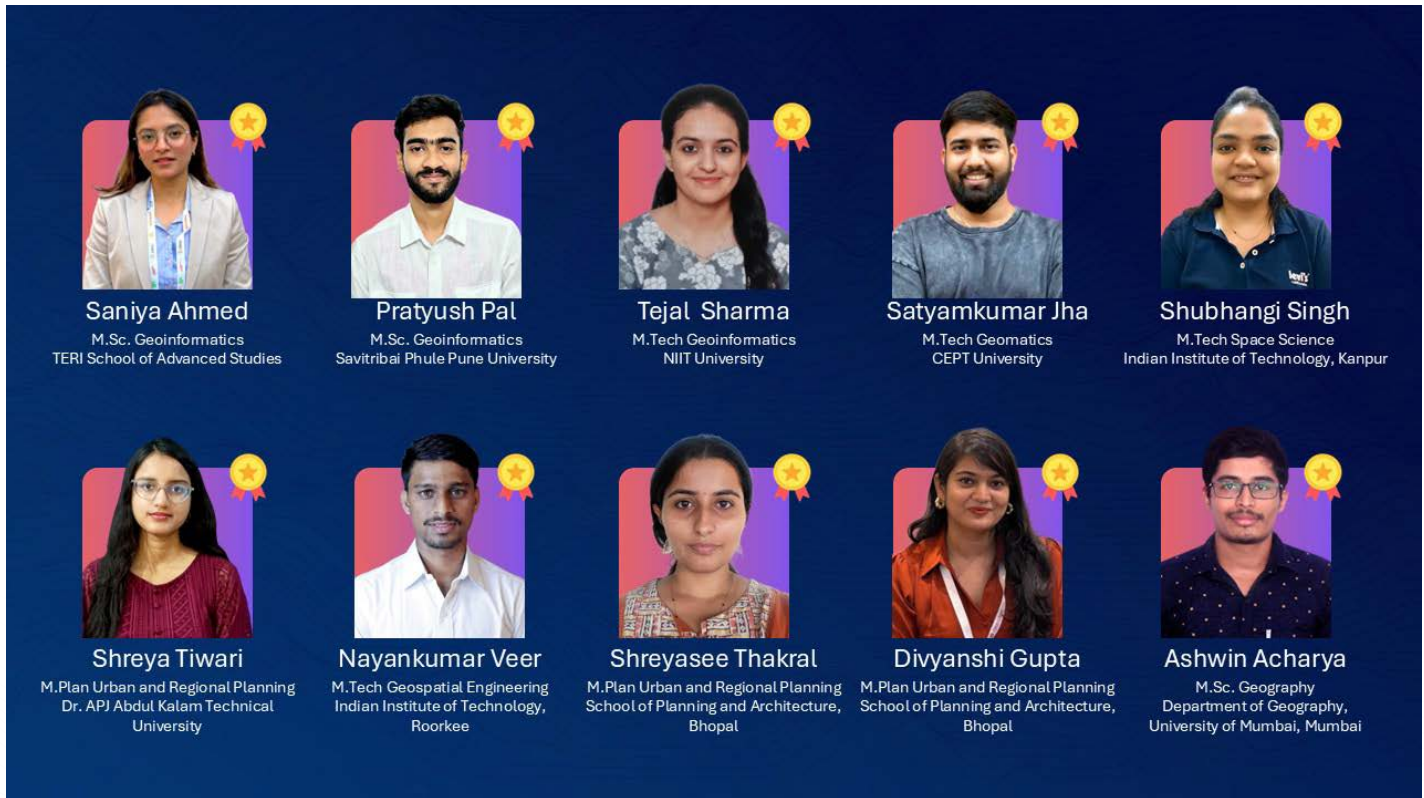 Saniya Ahmed
M.Sc. Geoinformatics
TERI School of Advanced Studies
Pratyush Pal
M.Sc. Geoinformatics
Savitribai Phule Pune University
Tejal Sharma
M.Tech Geoinformatics
NIIT University
Satyamkumar Jha
M.Tech Geomatics
CEPT University
Levi's
Shubhangi Singh
M.Tech Space Science
Indian Institute of Technology, Kanpur
Shreya Tiwari
M.Plan Urban and Regional Planning
Dr. APJ Abdul Kalam Technical
University
Nayankumar Veer
M.Tech Geospatial Engineering
Indian Institute of Technology,
Roorkee
Shreyasee Thakral
M.Plan Urban and Regional Planning
School of Planning and Architecture,
Bhopal
Divyanshi Gupta
M.Plan Urban and Regional Planning
School of Planning and Architecture,
Bhopal
Ashwin Acharya
M.Sc. Geography
Department of Geography,
University of Mumbai, Mumbai